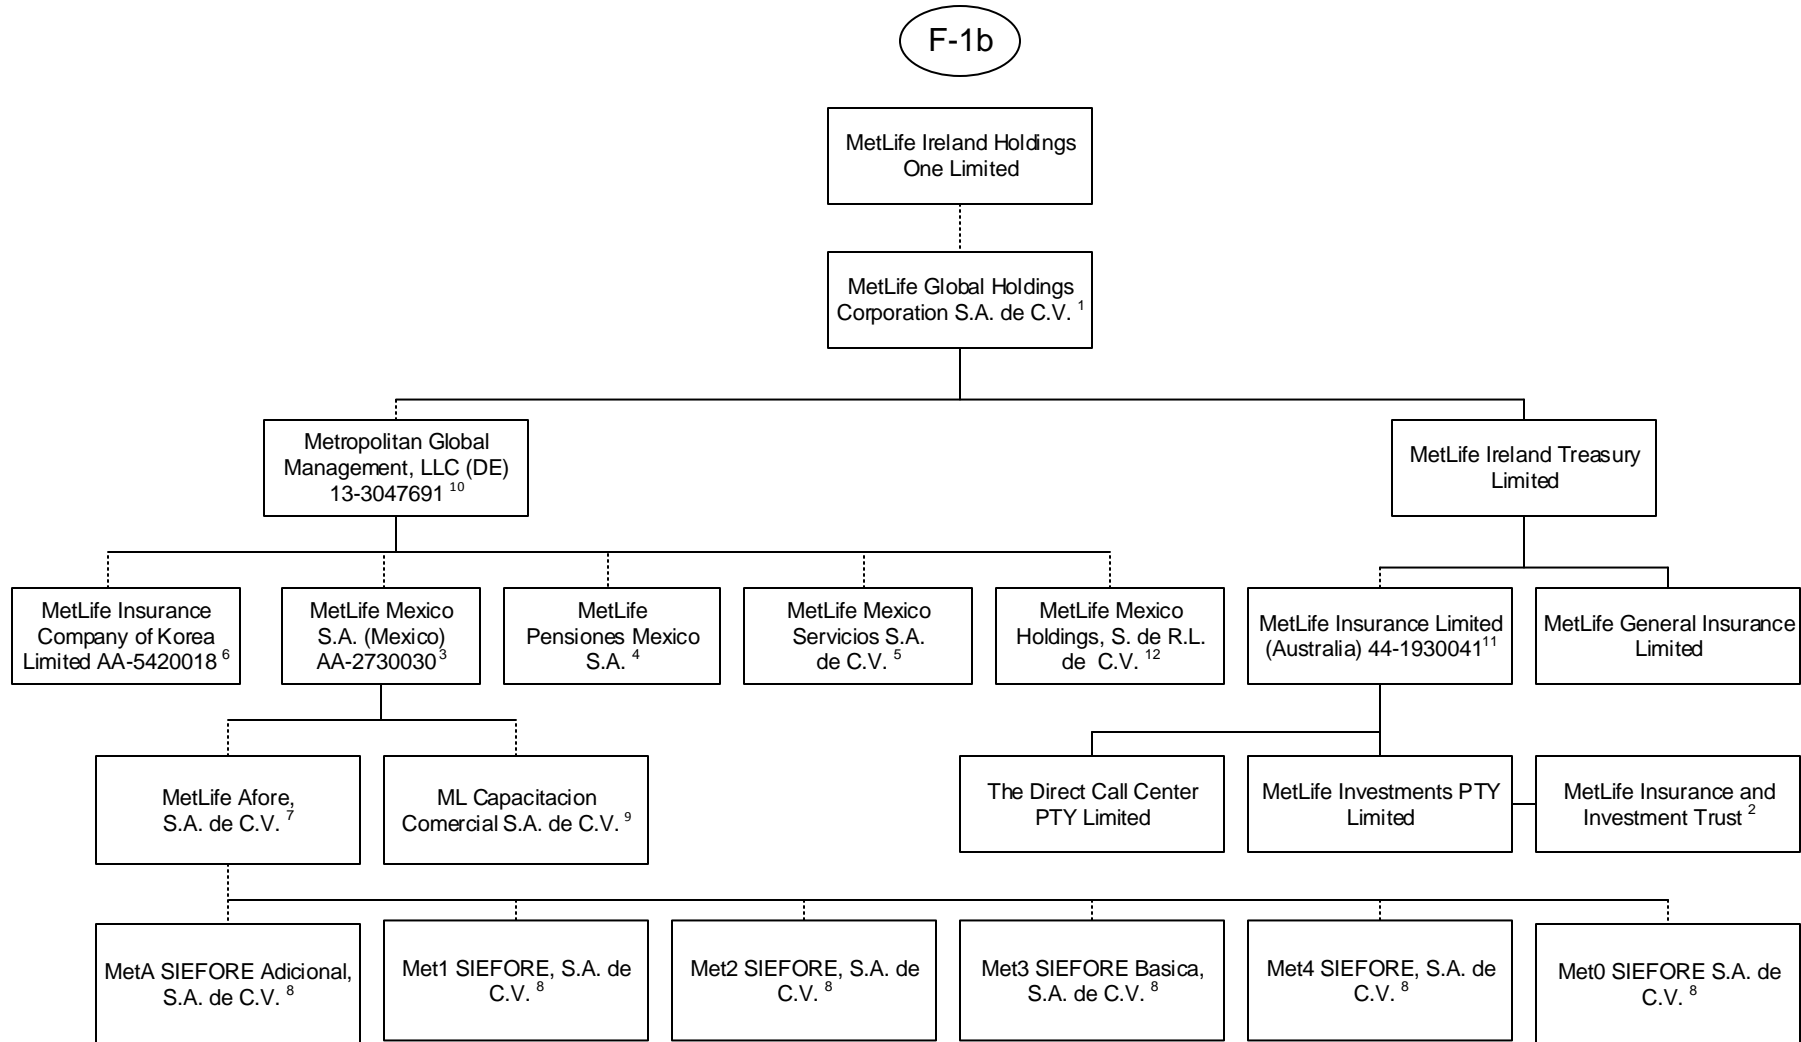 F-1b
MetLife Ireland Holdings
One Limited
MetLife Global Holdings
Corporation S.A. de C.V. 1
Metropolitan Global
Management, LLC (DE)
13-3047691 10
MetLife Ireland Treasury
Limited
MetLife Insurance
Company of Korea
Limited AA-5420018 6
MetLife Mexico
S.A. (Mexico)
AA-2730030 3
MetLife
Pensiones Mexico
S.A. 4
MetLife Mexico
Servicios S.A.
de C.V. 5
MetLife Mexico
Holdings, S. de R.L.
de C.V. 12
MetLife Insurance Limited
(Australia) 44-1930041 11
MetLife General Insurance
Limited
MetLife Afore,
S.A. de C.V. 7
ML Capacitacion
Comercial S.A. de C.V. 9
The Direct Call Center
PTY Limited
MetLife Investments PTY
Limited
MetLife Insurance and
Investment Trust 2
MetA SIEFORE Adicional,
S.A. de C.V. 8
Met1 SIEFORE, S.A. de
C.V. 8
Met2 SIEFORE, S.A. de
C.V. 8
Met3 SIEFORE Basica,
S.A. de C.V. 8
Met4 SIEFORE, S.A. de
C.V. 8
Met0 SIEFORE S.A. de
C.V. 8